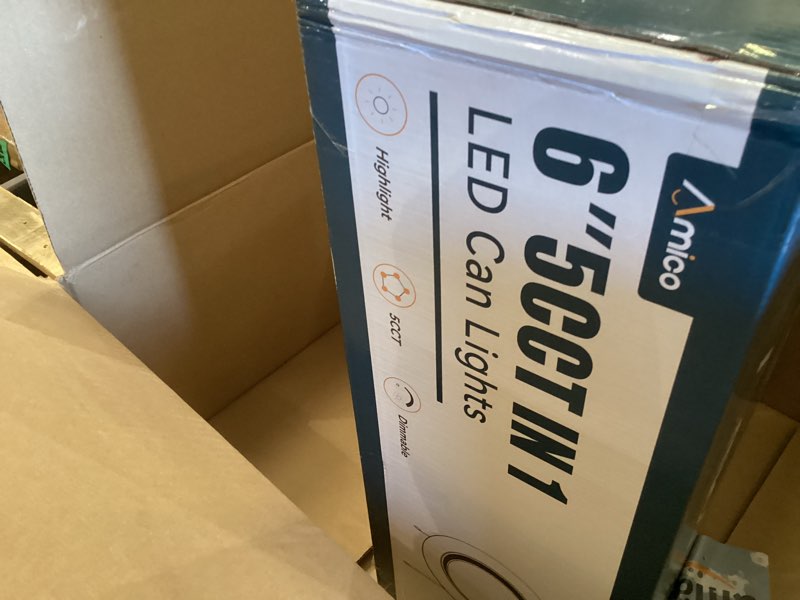 Amico
6" 5CCT IN 1
LED Can Lights
Highlight
5CCT
Dimmable